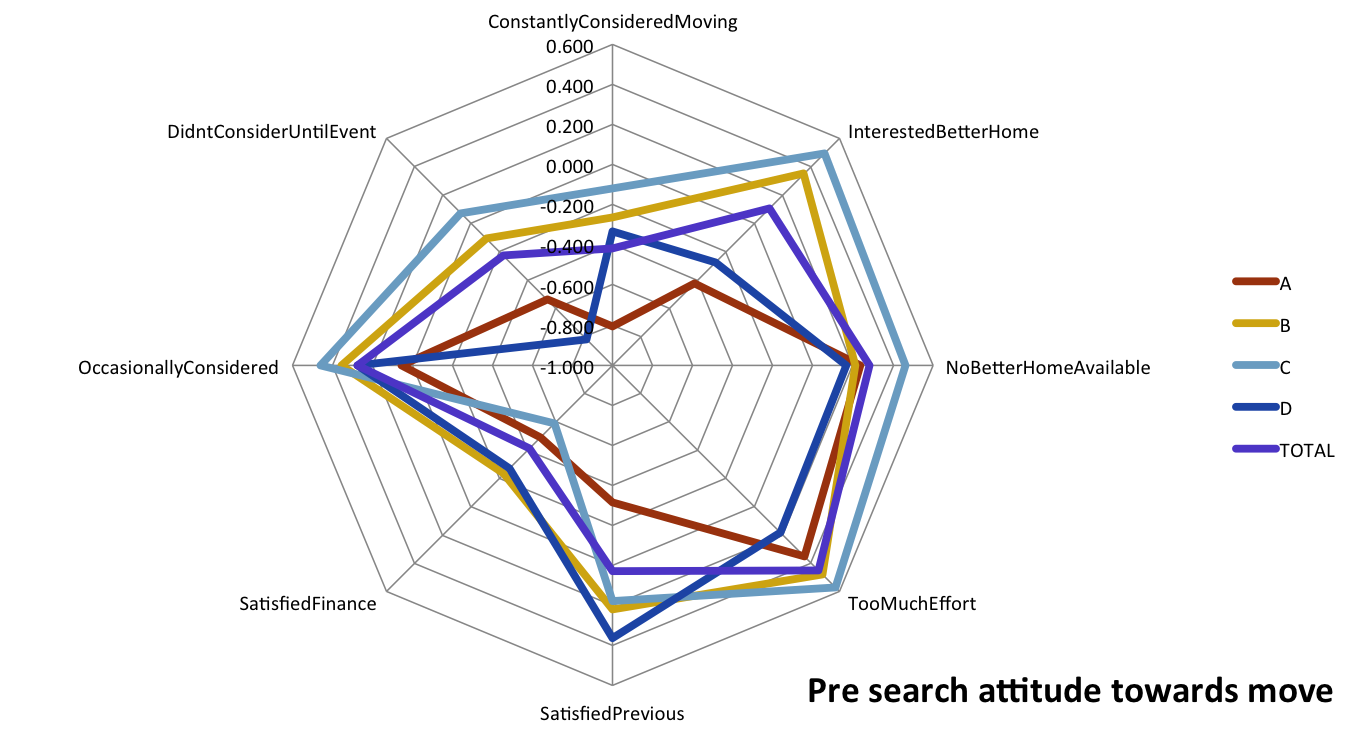 ConstantlyConsideredMoving
0.600
0.400
0.200
0.000
-0.200
-0.400
-0.600
-0.800
-1.000
DidntConsiderUntilEvent
InterestedBetterHome
OccasionallyConsidered
NoBetterHomeAvailable
SatisfiedFinance
TooMuchEffort
SatisfiedPrevious
A
B
C
D
TOTAL
Pre search attitude towards move